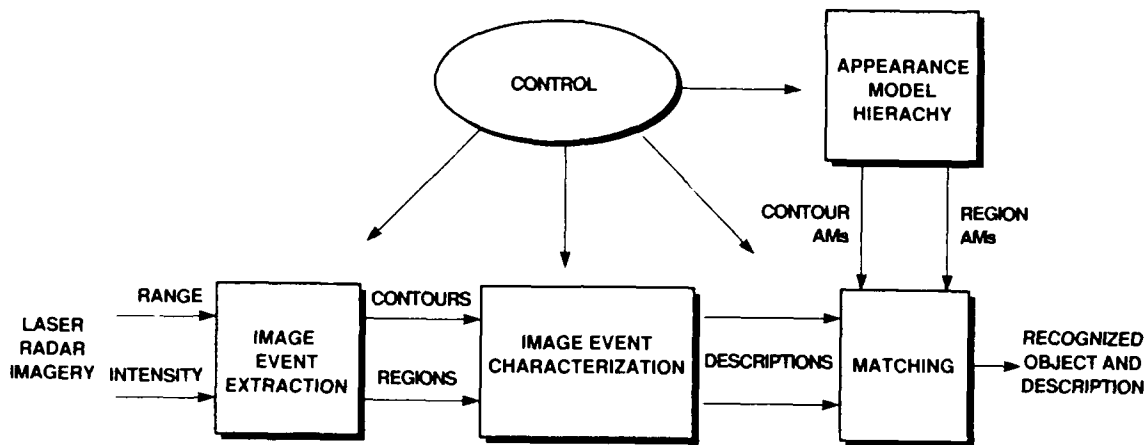 CONTROL
APPEARANCE
MODEL
HIERACHY
CONTOUR
AMs
REGION
AMs
LASER
RADAR
IMAGERY
RANGE
INTENSITY
IMAGE
EVENT
EXTRACTION
CONTOURS
REGIONS
IMAGE EVENT
CHARACTERIZATION
DESCRIPTIONS
MATCHING
RECOGNIZED
OBJECT AND
DESCRIPTION